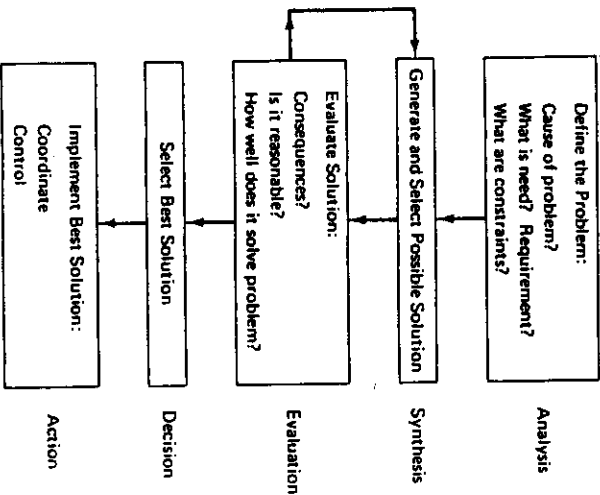 Define the Problem:
Cause of problem?
What is need? Requirement?
What are constraints?
Analysis
Generate and Select Possible Solution
Synthesis
Evaluate Solution:
Consequences?
Is it reasonable?
How well does it solve problem?
Evaluation
Select Best Solution
Decision
Implement Best Solution:
Coordinate
Control
Action